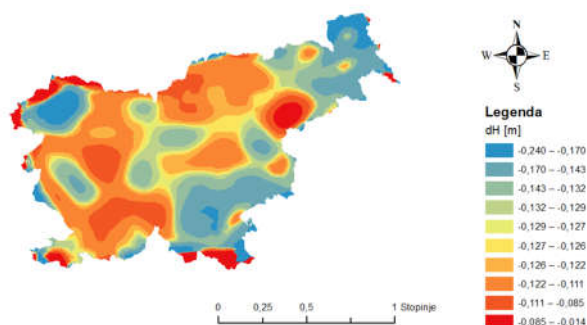 N
W E
S
Legenda
dH [m]
-0,240 – -0,170
-0,170 – -0,143
-0,143 – -0,132
-0,132 – -0,129
-0,129 – -0,127
-0,127 – -0,126
-0,126 – -0,122
-0,122 – -0,111
-0,111 – -0,085
-0,085 – -0,014
0 0,25 0,5 1 Stopinje